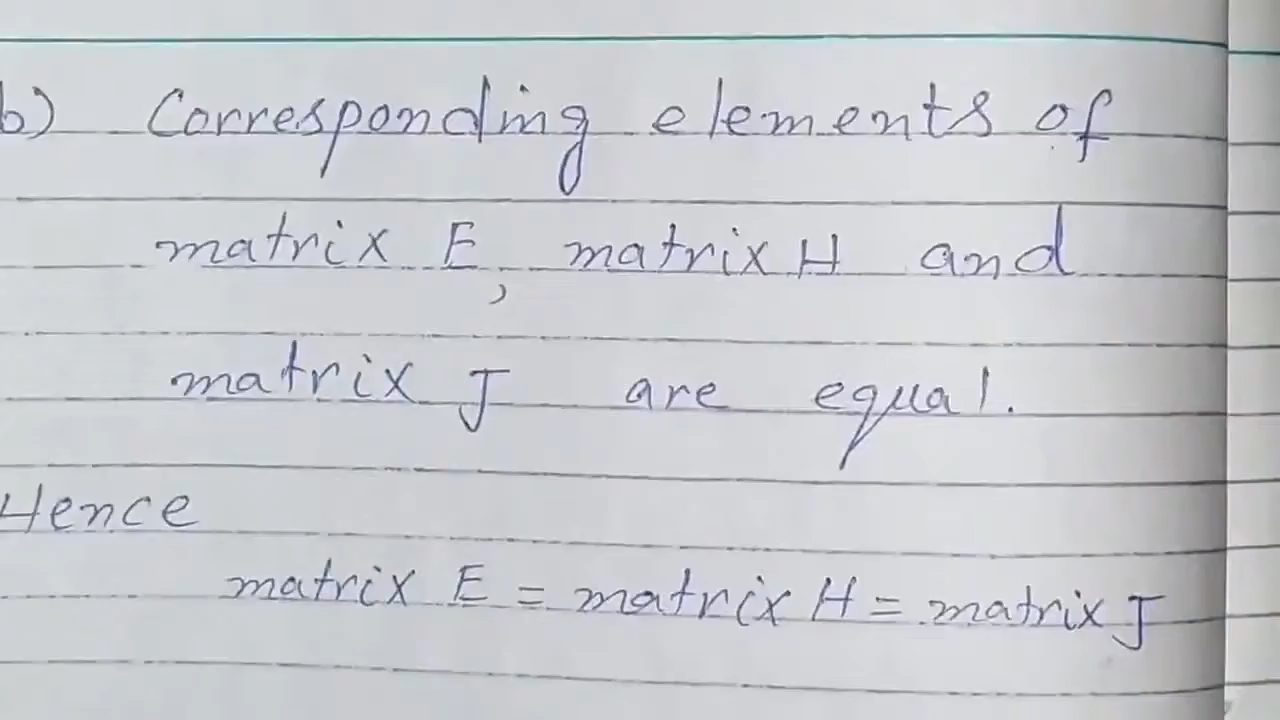 b) Corresponding elements of
matrix E, matrix H and
matrix J are equal.
Hence
matrix E = matrix H = matrix J